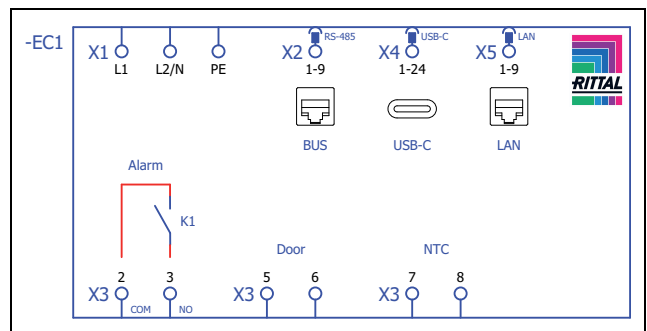 -EC1
X1 L1 L2/N PE
X2 RS-485 1-9
X4 USB-C 1-24
X5 LAN 1-9
RITTAL
BUS USB-C LAN
Alarm
K1
Door NTC
X3 2 COM 3 NO
X3 5 6
X3 7 8